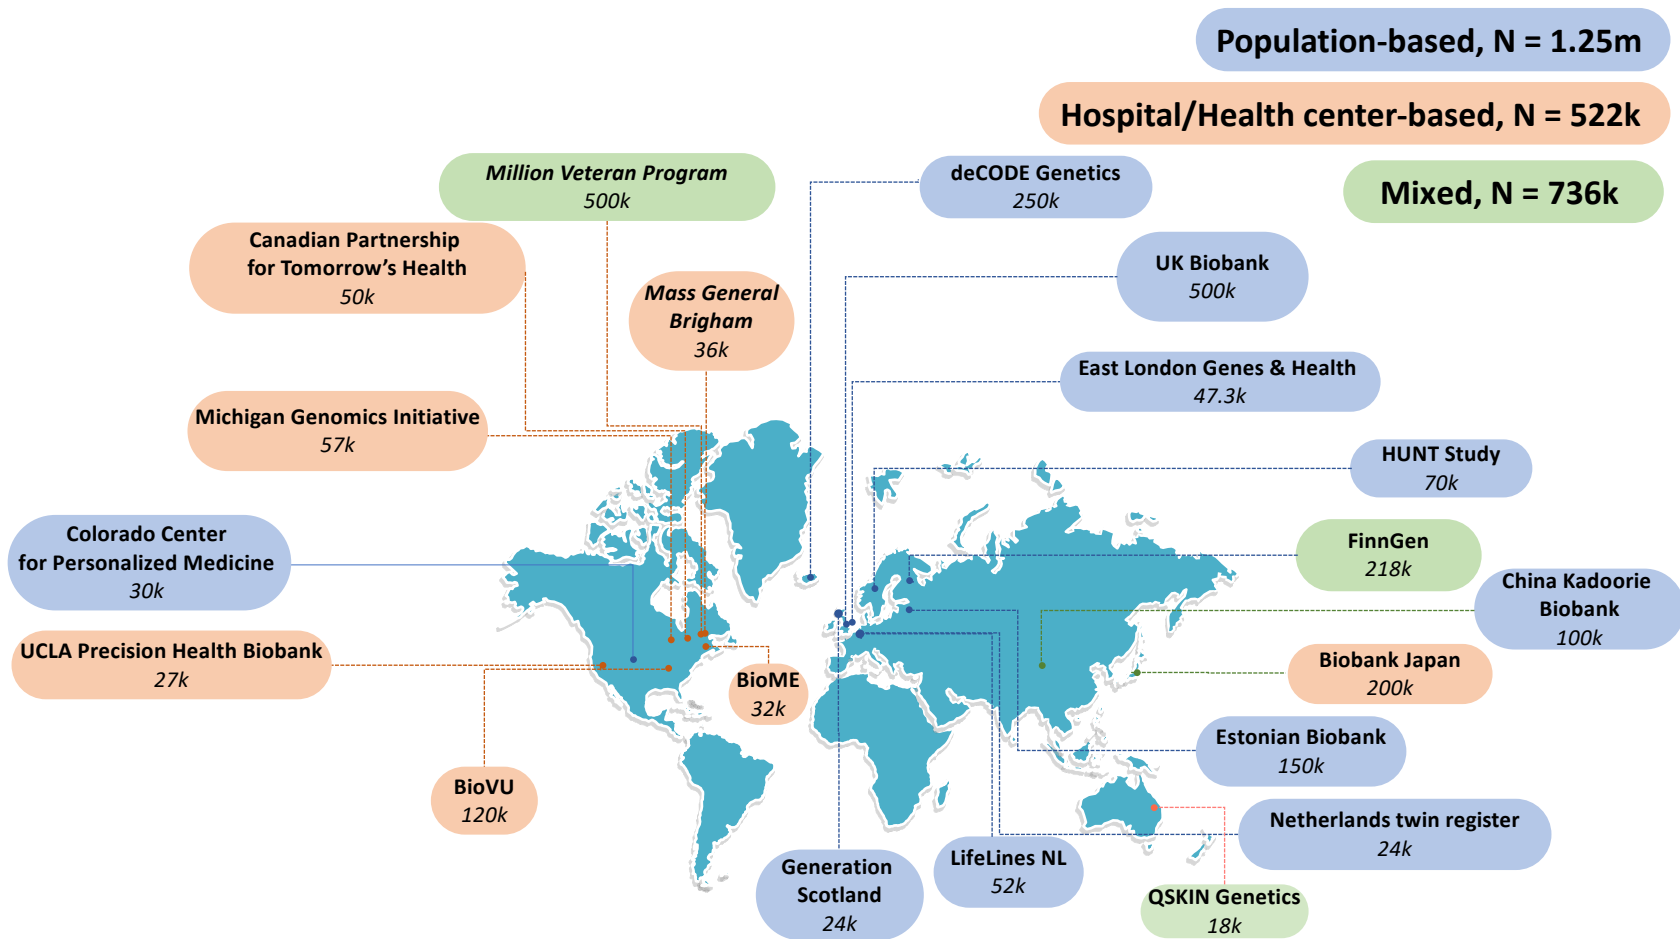 Population-based, N = 1.25m
Hospital/Health center-based, N = 522k
Mixed, N = 736k
Million Veteran Program
500k
deCODE Genetics
250k
Canadian Partnership
for Tomorrow’s Health
50k
UK Biobank
500k
Mass General
Brigham
36k
East London Genes & Health
47.3k
Michigan Genomics Initiative
57k
HUNT Study
70k
Colorado Center
for Personalized Medicine
30k
FinnGen
218k
China Kadoorie
Biobank
100k
UCLA Precision Health Biobank
27k
BioME
32k
Biobank Japan
200k
Estonian Biobank
150k
BioVU
120k
Netherlands twin register
24k
Generation
Scotland
24k
LifeLines NL
52k
QSKIN Genetics
18k